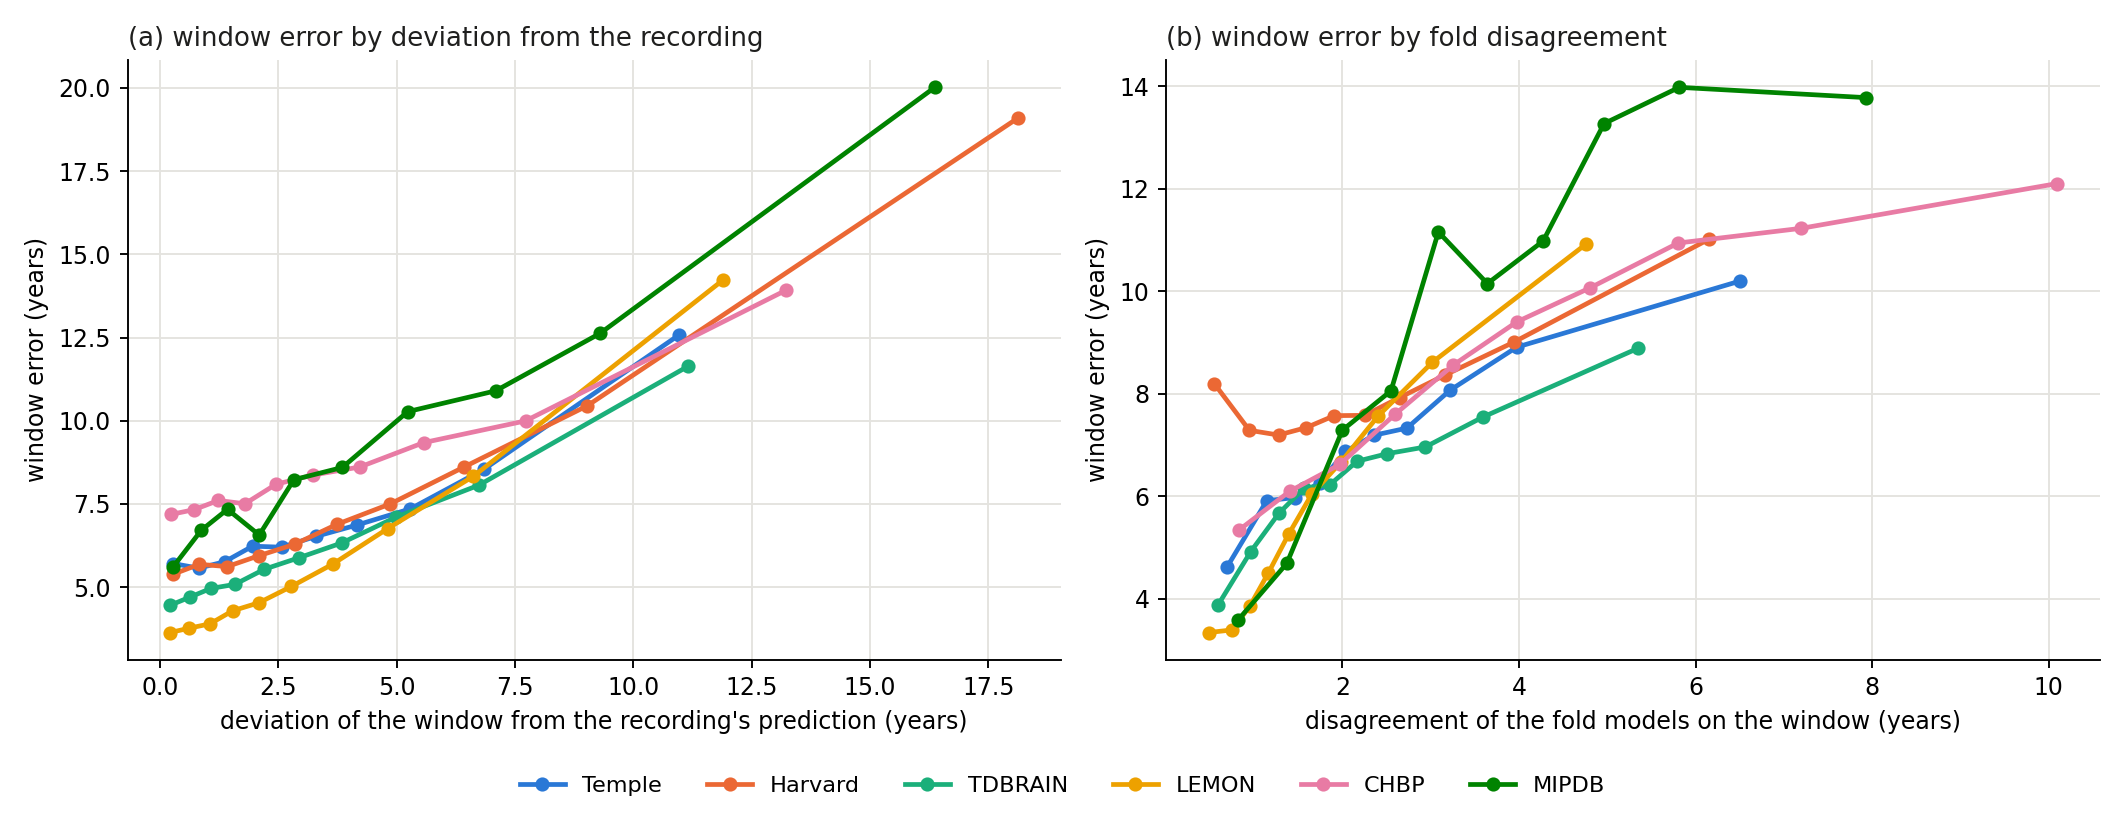 (a) window error by deviation from the recording
20.0
17.5
15.0
12.5
10.0
7.5
5.0
window error (years)
0.0 2.5 5.0 7.5 10.0 12.5 15.0 17.5
deviation of the window from the recording's prediction (years)
(b) window error by fold disagreement
14
12
10
8
6
4
window error (years)
2 4 6 8 10
disagreement of the fold models on the window (years)
Temple Harvard TDBRAIN LEMON CHBP MIPDB